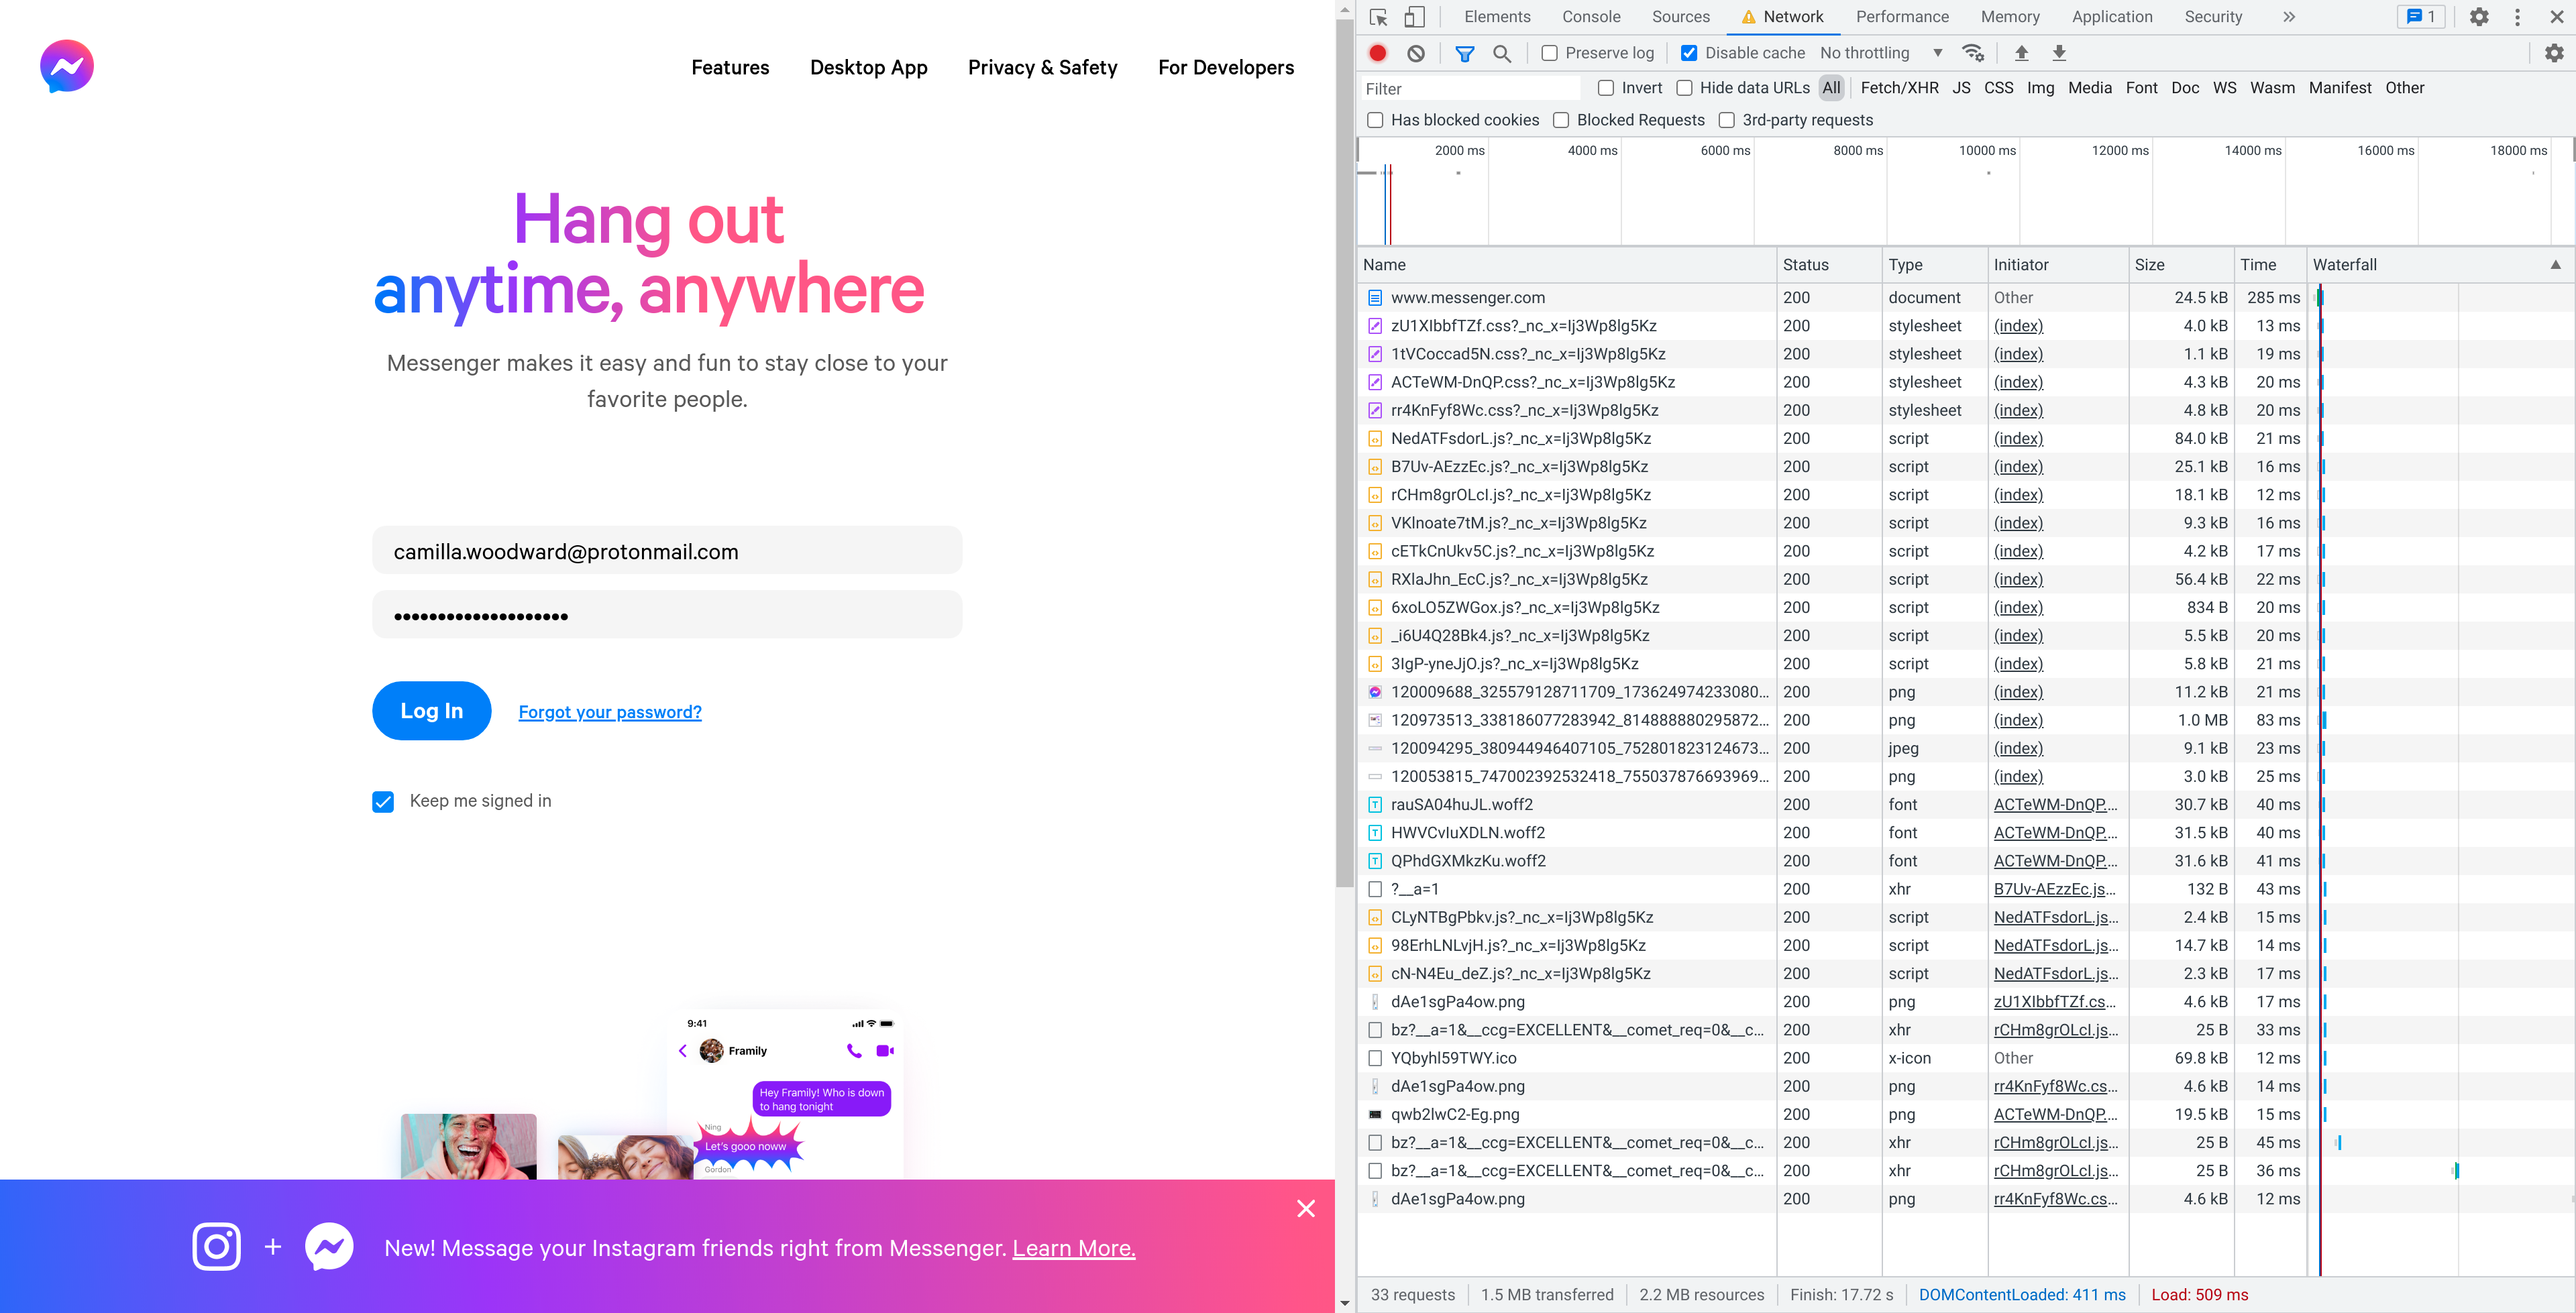 Features Desktop App Privacy & Safety For Developers
Hang out
anytime, anywhere
Messenger makes it easy and fun to stay close to your
favorite people.
camilla.woodward@protonmail.com
••••••••••••••••••••
Log In Forgot your password?
Keep me signed in
9:41
Framily
Hey Framily! Who is down
to hang tonight
Ning
Let's gooo noww
Gordon
+ New! Message your Instagram friends right from Messenger. Learn More.
Elements Console Sources Network Performance Memory Application Security 1
Preserve log Disable cache No throttling
Filter Invert Hide data URLs All Fetch/XHR JS CSS Img Media Font Doc WS Wasm Manifest Other
Has blocked cookies Blocked Requests 3rd-party requests
2000 ms 4000 ms 6000 ms 8000 ms 10000 ms 12000 ms 14000 ms 16000 ms 18000 ms
Name Status Type Initiator Size Time Waterfall
www.messenger.com 200 document Other 24.5 kB 285 ms
zU1XIbbfTZf.css?_nc_x=Ij3Wp8lg5Kz 200 stylesheet (index) 4.0 kB 13 ms
1tVCoccad5N.css?_nc_x=Ij3Wp8lg5Kz 200 stylesheet (index) 1.1 kB 19 ms
ACTeWM-DnQP.css?_nc_x=Ij3Wp8lg5Kz 200 stylesheet (index) 4.3 kB 20 ms
rr4KnFyf8Wc.css?_nc_x=Ij3Wp8lg5Kz 200 stylesheet (index) 4.8 kB 20 ms
NedATFsdorL.js?_nc_x=Ij3Wp8lg5Kz 200 script (index) 84.0 kB 21 ms
B7Uv-AEzzEc.js?_nc_x=Ij3Wp8lg5Kz 200 script (index) 25.1 kB 16 ms
rCHm8grOLcI.js?_nc_x=Ij3Wp8lg5Kz 200 script (index) 18.1 kB 12 ms
VKlnoate7tM.js?_nc_x=Ij3Wp8lg5Kz 200 script (index) 9.3 kB 16 ms
cETkCnUkv5C.js?_nc_x=Ij3Wp8lg5Kz 200 script (index) 4.2 kB 17 ms
RXlaJhn_EcC.js?_nc_x=Ij3Wp8lg5Kz 200 script (index) 56.4 kB 22 ms
6xoLO5ZWGox.js?_nc_x=Ij3Wp8lg5Kz 200 script (index) 834 B 20 ms
_i6U4Q28Bk4.js?_nc_x=Ij3Wp8lg5Kz 200 script (index) 5.5 kB 20 ms
3IgP-yneJjO.js?_nc_x=Ij3Wp8lg5Kz 200 script (index) 5.8 kB 21 ms
120009688_325579128711709_173624974233080... 200 png (index) 11.2 kB 21 ms
120973513_338186077283942_814888880295872... 200 png (index) 1.0 MB 83 ms
120094295_380944946407105_752801823124673... 200 jpeg (index) 9.1 kB 23 ms
120053815_747002392532418_755037876693969... 200 png (index) 3.0 kB 25 ms
rauSA04huJL.woff2 200 font ACTeWM-DnQP.... 30.7 kB 40 ms
HWVCvIuXDLN.woff2 200 font ACTeWM-DnQP.... 31.5 kB 40 ms
QPhdGXMkzKu.woff2 200 font ACTeWM-DnQP.... 31.6 kB 41 ms
?__a=1 200 xhr B7Uv-AEzzEc.js... 132 B 43 ms
CLyNTBgPbkv.js?_nc_x=Ij3Wp8lg5Kz 200 script NedATFsdorL.js... 2.4 kB 15 ms
98ErhLNLvjH.js?_nc_x=Ij3Wp8lg5Kz 200 script NedATFsdorL.js... 14.7 kB 14 ms
cN-N4Eu_deZ.js?_nc_x=Ij3Wp8lg5Kz 200 script NedATFsdorL.js... 2.3 kB 17 ms
dAe1sgPa4ow.png 200 png zU1XIbbfTZf.cs... 4.6 kB 17 ms
bz?__a=1&__ccg=EXCELLENT&__comet_req=0&__c... 200 xhr rCHm8grOLcI.js... 25 B 33 ms
YQbyhl59TWY.ico 200 x-icon Other 69.8 kB 12 ms
dAe1sgPa4ow.png 200 png rr4KnFyf8Wc.cs... 4.6 kB 14 ms
qwb2lwC2-Eg.png 200 png ACTeWM-DnQP.... 19.5 kB 15 ms
bz?__a=1&__ccg=EXCELLENT&__comet_req=0&__c... 200 xhr rCHm8grOLcI.js... 25 B 45 ms
bz?__a=1&__ccg=EXCELLENT&__comet_req=0&__c... 200 xhr rCHm8grOLcI.js... 25 B 36 ms
dAe1sgPa4ow.png 200 png rr4KnFyf8Wc.cs... 4.6 kB 12 ms
33 requests 1.5 MB transferred 2.2 MB resources Finish: 17.72 s DOMContentLoaded: 411 ms Load: 509 ms